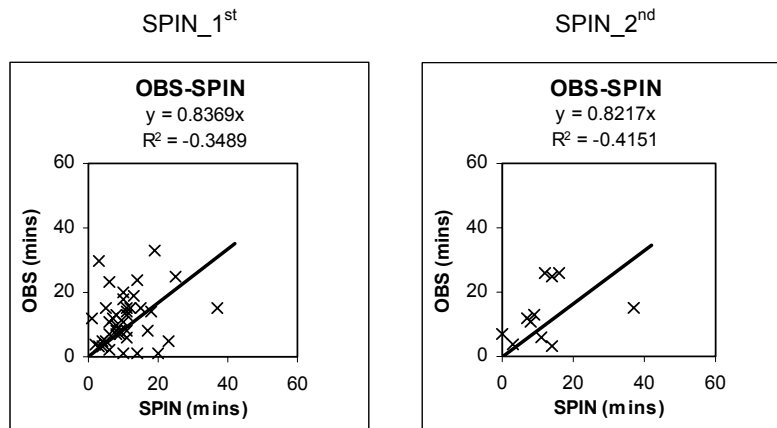 SPIN_1st
OBS-SPIN
y = 0.8369x
R² = -0.3489
60
40
20
0
OBS (mins)
0 20 40 60
SPIN (mins)
SPIN_2nd
OBS-SPIN
y = 0.8217x
R² = -0.4151
60
40
20
0
OBS (mins)
0 20 40 60
SPIN (mins)